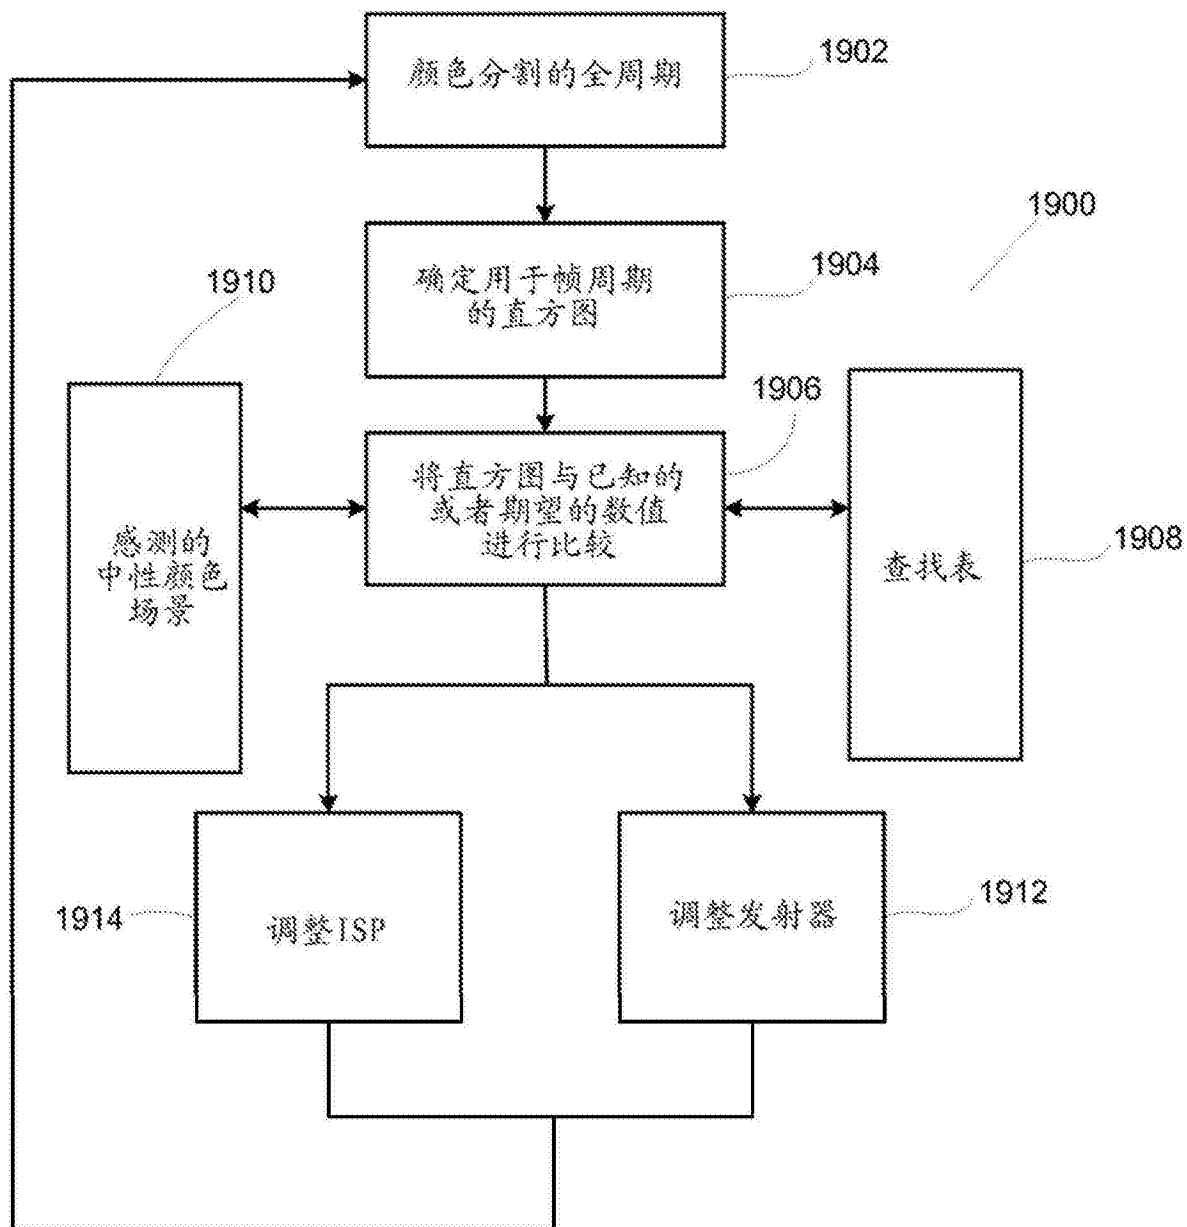 颜色分割的全周期
1902
1900
确定用于帧周期
的直方图
1904
1910
1906
将直方图与已知的
或者期望的数值
进行比较
感测的
中性颜色
场景
查找表
1908
调整ISP
1914
调整发射器
1912